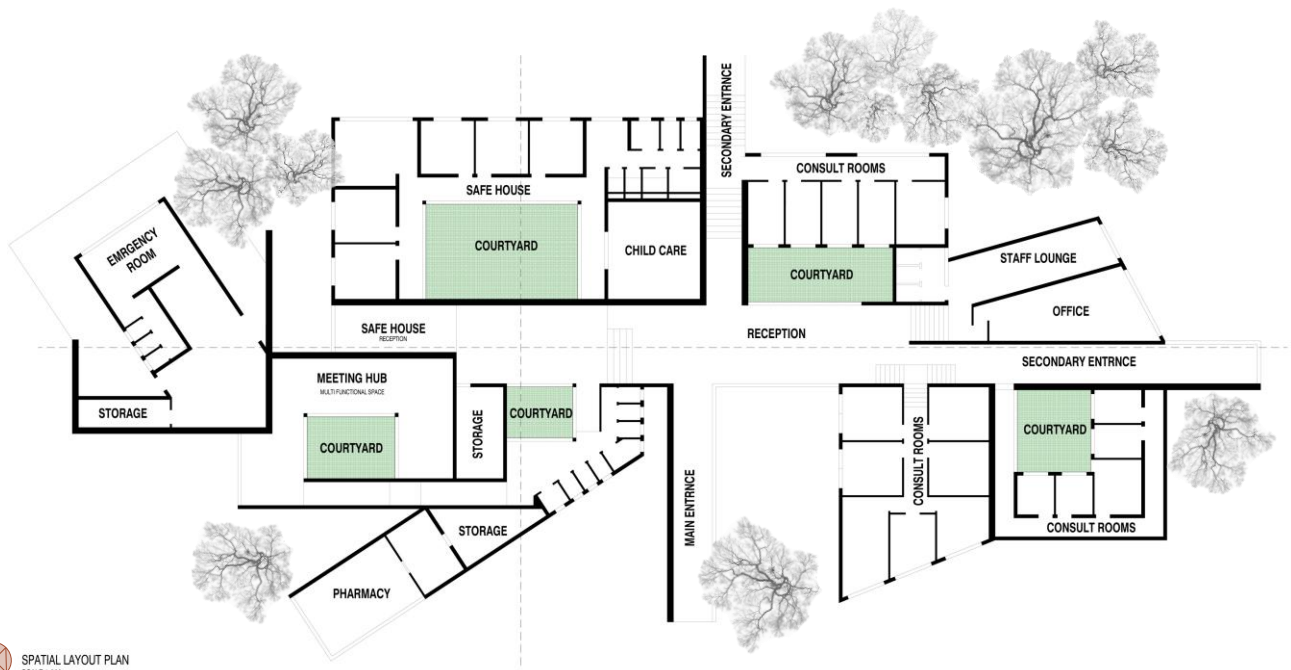 SECONDARY ENTRNCE
CONSULT ROOMS
SAFE HOUSE
COURTYARD
CHILD CARE
EMRGENCY
ROOM
COURTYARD
STAFF LOUNGE
OFFICE
SAFE HOUSE
RECEPTION
RECEPTION
SECONDARY ENTRNCE
MEETING HUB
MULTI FUNCTIONAL SPACE
STORAGE
COURTYARD
STORAGE
COURTYARD
COURTYARD
CONSULT ROOMS
CONSULT ROOMS
MAIN ENTRNCE
STORAGE
PHARMACY
SPATIAL LAYOUT PLAN